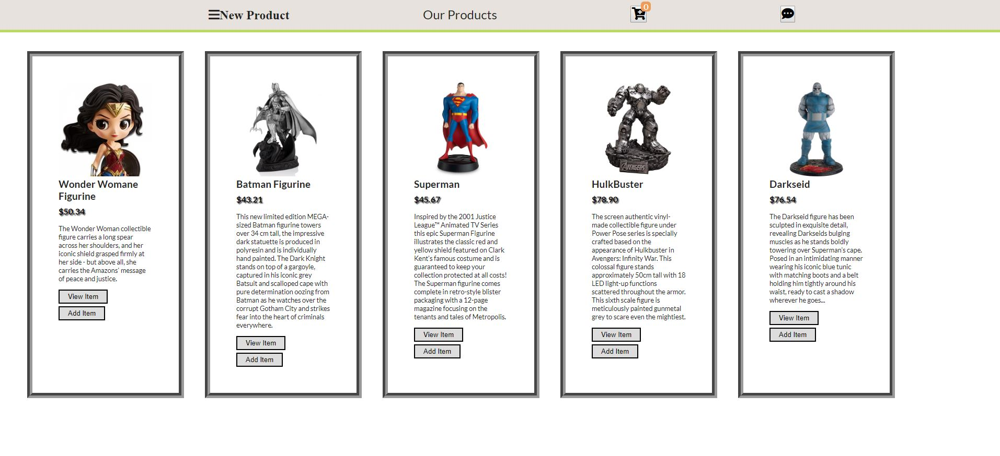 New Product
Our Products
0
Wonder Womane
Figurine
$50.34
The Wonder Woman collectible
figure carries a long spear
across her shoulders, and her
iconic shield grasped firmly at
her side - but above all, she
carries the Amazons' message
of peace and justice.
View Item
Add Item
Batman Figurine
$43.21
This new limited edition MEGA-
sized Batman figurine towers
over 34 cm tall, the impressive
dark statuette is produced in
polyresin and is individually
hand painted. The Dark Knight
stands on top of a gargoyle,
captured in his iconic grey
Batsuit and scalloped cape with
pure determination oozing from
Batman as he watches over the
corrupt Gotham City and strikes
fear into the heart of criminals
everywhere.
View Item
Add Item
Superman
$45.67
Inspired by the 2001 Justice
League™ Animated TV Series
this epic Superman Figurine
illustrates the classic red and
yellow shield featured on Clark
Kent's famous costume and is
guaranteed to keep your
collection protected at all costs!
The Superman figurine comes
complete in retro-style blister
packaging with a 12-page
magazine focusing on the
tenants and tales of Metropolis.
View Item
Add Item
AVENGERS
HulkBuster
$78.90
The screen authentic vinyl-
made collectible figure under
Power Pose series is specially
crafted based on the
appearance of Hulkbuster in
Avengers: Infinity War. This
colossal figure stands
approximately 50cm tall with 18
LED light-up functions
scattered throughout the armor.
This sixth scale figure is
meticulously painted gunmetal
grey to scare even the mightiest.
View Item
Add Item
Darkseid
$76.54
The Darkseid figure has been
sculpted in exquisite detail,
revealing Darkseids bulging
muscles as he stands boldly
towering over Superman's cape.
Posed in an intimidating manner
wearing his iconic blue tunic
with matching boots and a belt
holding him tightly around his
waist, ready to cast a shadow
wherever he goes...
View Item
Add Item